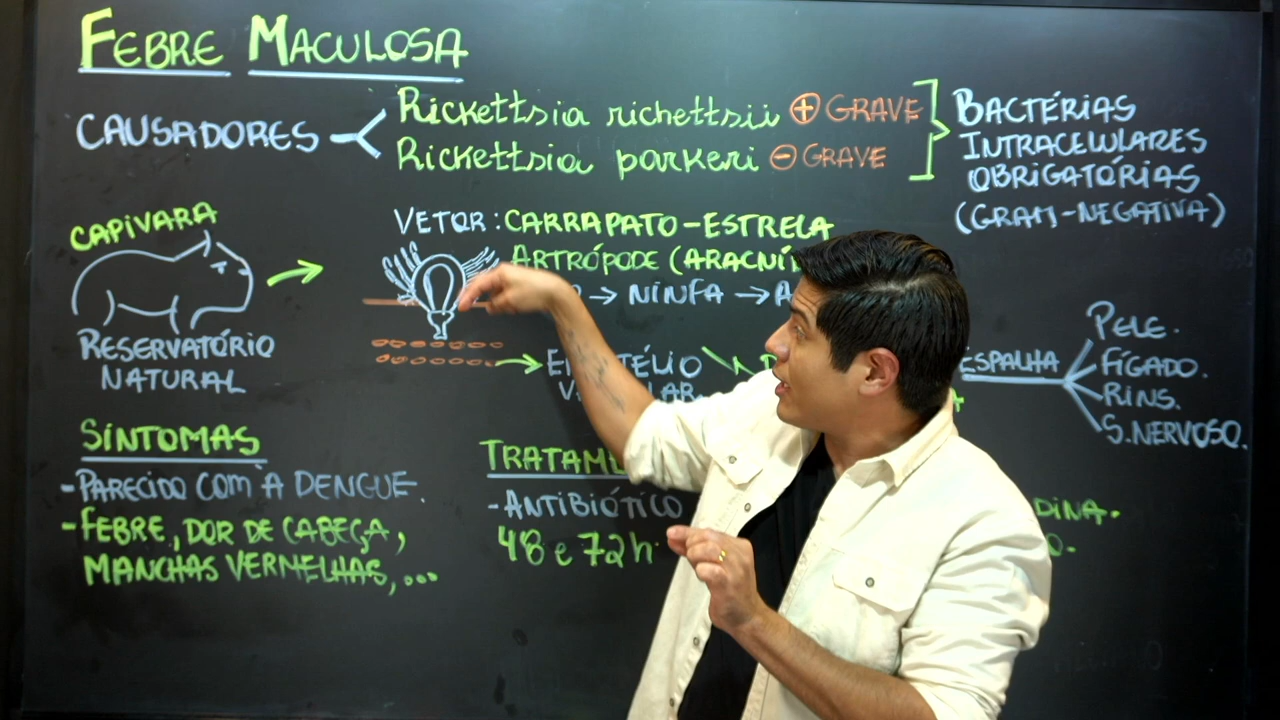 FEBRE MACULOSA
CAUSADORES
Rickettsia richettsii + GRAVE
Rickettsia parkeri - GRAVE
BACTÉRIAS
INTRACELULARES
OBRIGATÓRIAS
(GRAM-NEGATIVA)
CAPIVARA
RESERVATÓRIO
NATURAL
VETOR: CARRAPATO-ESTRELA
ARTRÓPODE
→ NINFA →
ESPALHA
PELE.
FÍGADO.
RINS.
S. NERVOSO.
SINTOMAS
-PARECIDO COM A DENGUE.
-FEBRE, DOR DE CABEÇA,
MANCHAS VERMELHAS,...
-ANTIBIÓTICO
48 e 72h